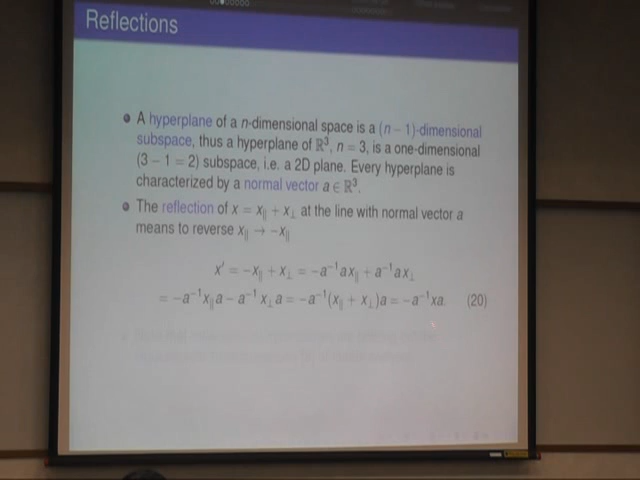 Reflections
A hyperplane of a n-dimensional space is a (n − 1)-dimensional
subspace, thus a hyperplane of ℝ³, n = 3, is a one-dimensional
(3 − 1 = 2) subspace, i.e. a 2D plane. Every hyperplane is
characterized by a normal vector a ∈ ℝ³.
The reflection of x = x∥ + x⊥ at the line with normal vector a
means to reverse x∥ → −x∥
x′ = −x∥ + x⊥ = −a⁻¹ax∥ + a⁻¹ax⊥
= −a⁻¹x∥a − a⁻¹x⊥a = −a⁻¹(x∥ + x⊥)a = −a⁻¹xa. (20)